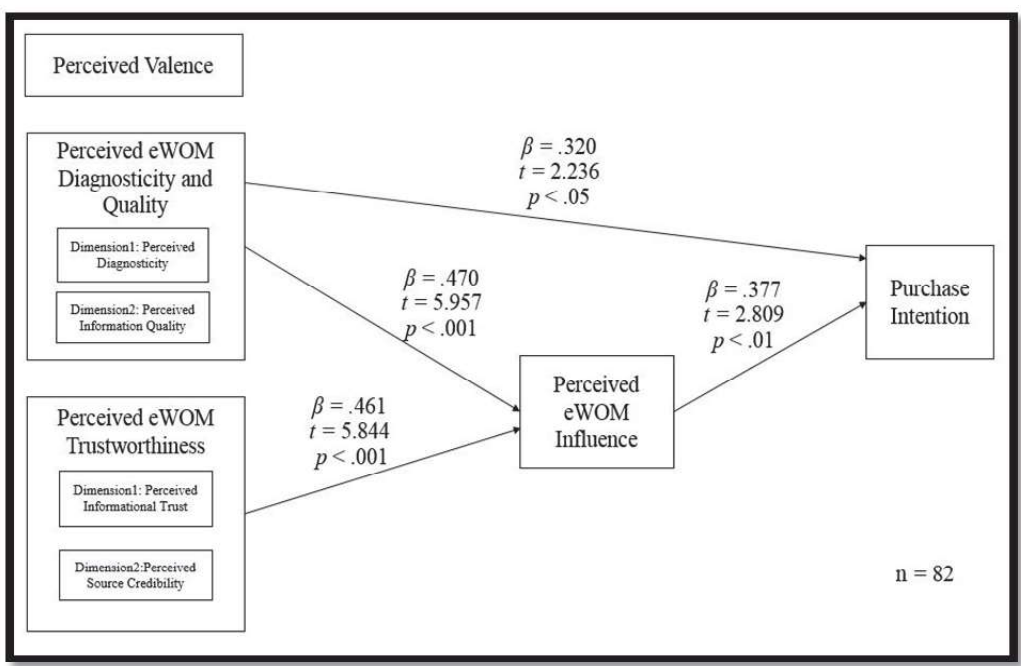 Perceived Valence
Perceived eWOM
Diagnosticity and
Quality
Dimension1: Perceived
Diagnosticity
Dimension2: Perceived
Information Quality
Perceived eWOM
Trustworthiness
Dimension1: Perceived
Informational Trust
Dimension2:Perceived
Source Credibility
β = .320
t = 2.236
p < .05
β = .470
t = 5.957
p < .001
β = .461
t = 5.844
p < .001
Perceived
eWOM
Influence
β = .377
t = 2.809
p < .01
Purchase
Intention
n = 82